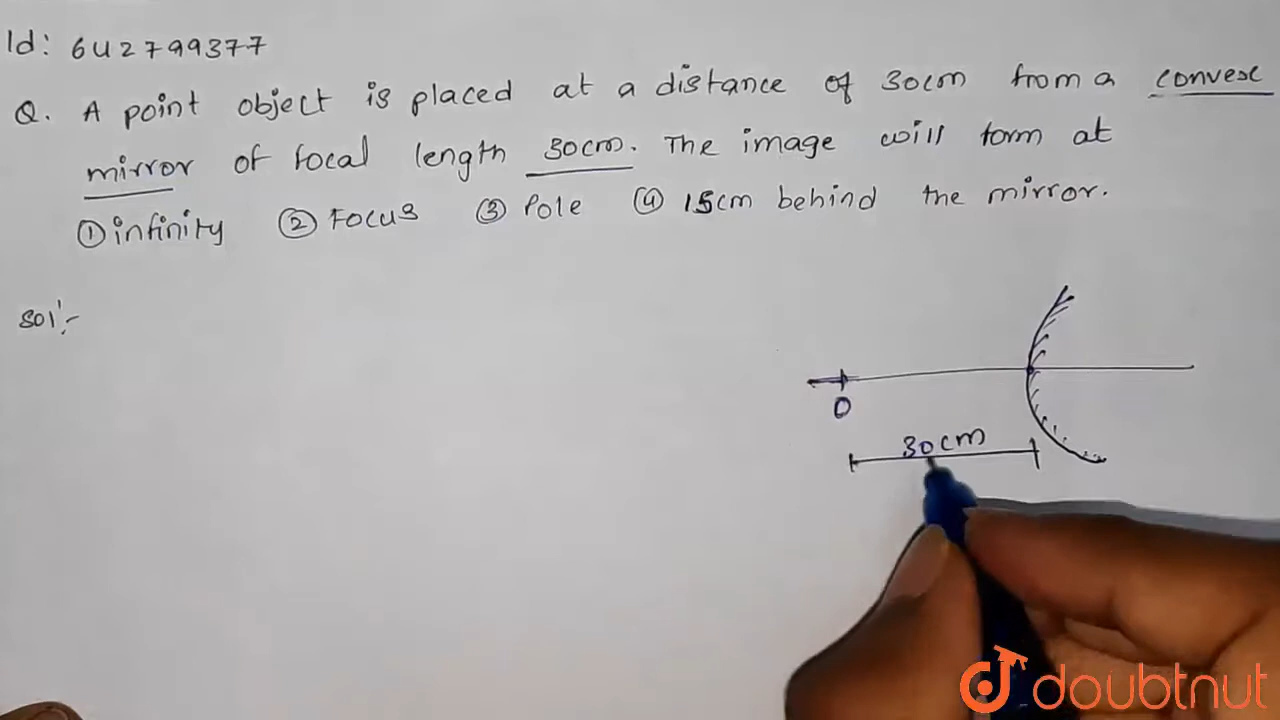 Id: 642799377
Q. A point object is placed at a distance of 30cm from a convex
mirror of focal length 30cm. The image will form at
① infinity ② Focus ③ Pole ④ 15cm behind the mirror.
Sol:-
O
30cm
doubtnut